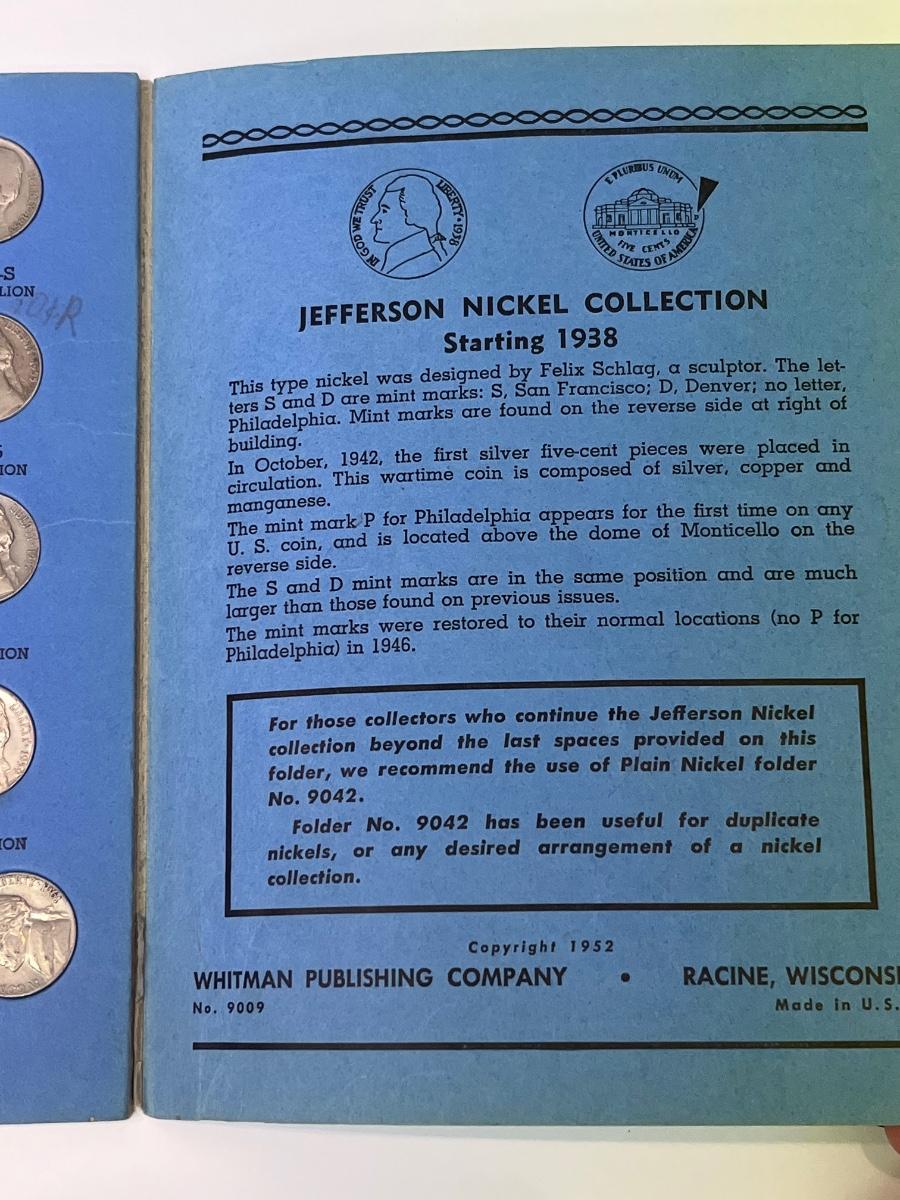 -S
LION
ION
ION
ION
IN GOD WE TRUST
LIBERTY • 1938
E PLURIBUS UNUM
MONTICELLO
FIVE CENTS
UNITED STATES OF AMERICA
JEFFERSON NICKEL COLLECTION
Starting 1938
This type nickel was designed by Felix Schlag, a sculptor. The let-
ters S and D are mint marks: S, San Francisco; D, Denver; no letter,
Philadelphia. Mint marks are found on the reverse side at right of
building.
In October, 1942, the first silver five-cent pieces were placed in
circulation. This wartime coin is composed of silver, copper and
manganese.
The mint mark P for Philadelphia appears for the first time on any
U. S. coin, and is located above the dome of Monticello on the
reverse side.
The S and D mint marks are in the same position and are much
larger than those found on previous issues.
The mint marks were restored to their normal locations (no P for
Philadelphia) in 1946.
For those collectors who continue the Jefferson Nickel
collection beyond the last spaces provided on this
folder, we recommend the use of Plain Nickel folder
No. 9042.
Folder No. 9042 has been useful for duplicate
nickels, or any desired arrangement of a nickel
collection.
Copyright 1952
WHITMAN PUBLISHING COMPANY • RACINE, WISCONSI
No. 9009
Made in U.S.